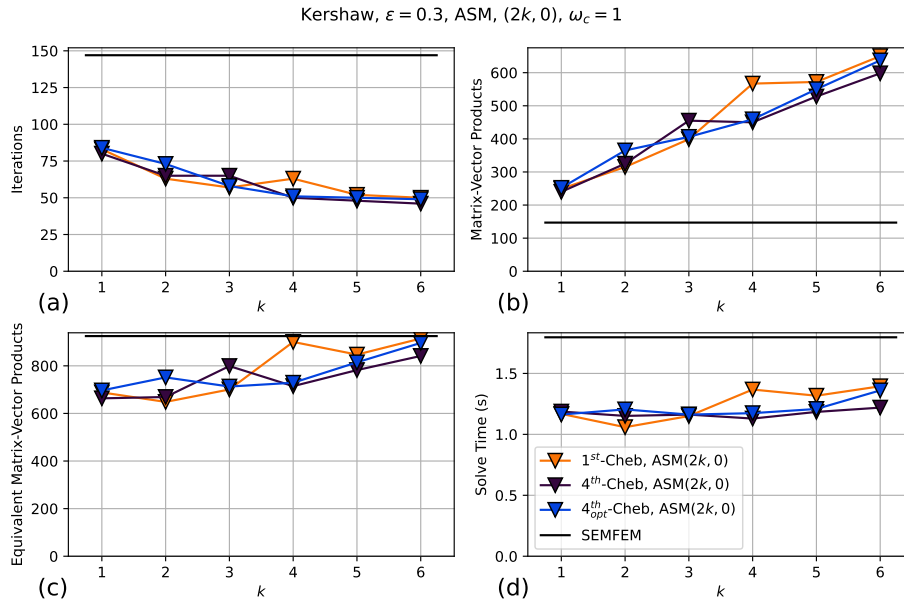 Kershaw, ε = 0.3, ASM, (2k, 0), ω_c = 1
150
125
100
75
50
25
0
Iterations
1 2 3 4 5 6
k
(a)
600
500
400
300
200
100
0
Matrix-Vector Products
1 2 3 4 5 6
k
(b)
800
600
400
200
0
Equivalent Matrix-Vector Products
1 2 3 4 5 6
k
(c)
1.5
1.0
0.5
0.0
Solve Time (s)
1^{st}-Cheb, ASM(2k, 0)
4^{th}-Cheb, ASM(2k, 0)
4^{th}_{opt}-Cheb, ASM(2k, 0)
SEMFEM
1 2 3 4 5 6
k
(d)